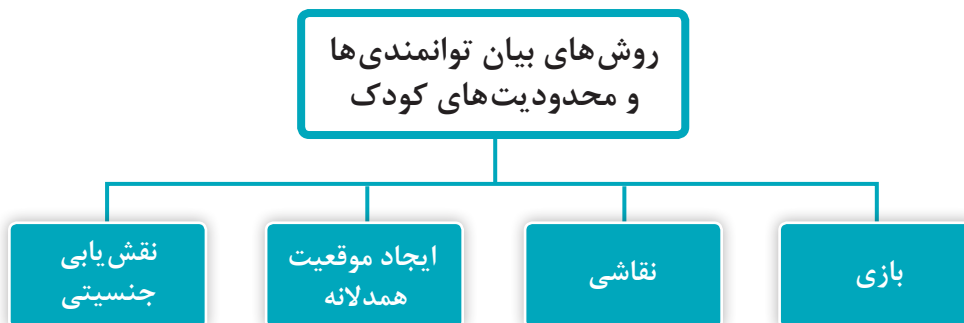 روش‌های بیان توانمندی‌ها
و محدودیت‌های کودک
بازی
نقاشی
ایجاد موقعیت
همدلانه
نقش‌یابی
جنسیتی